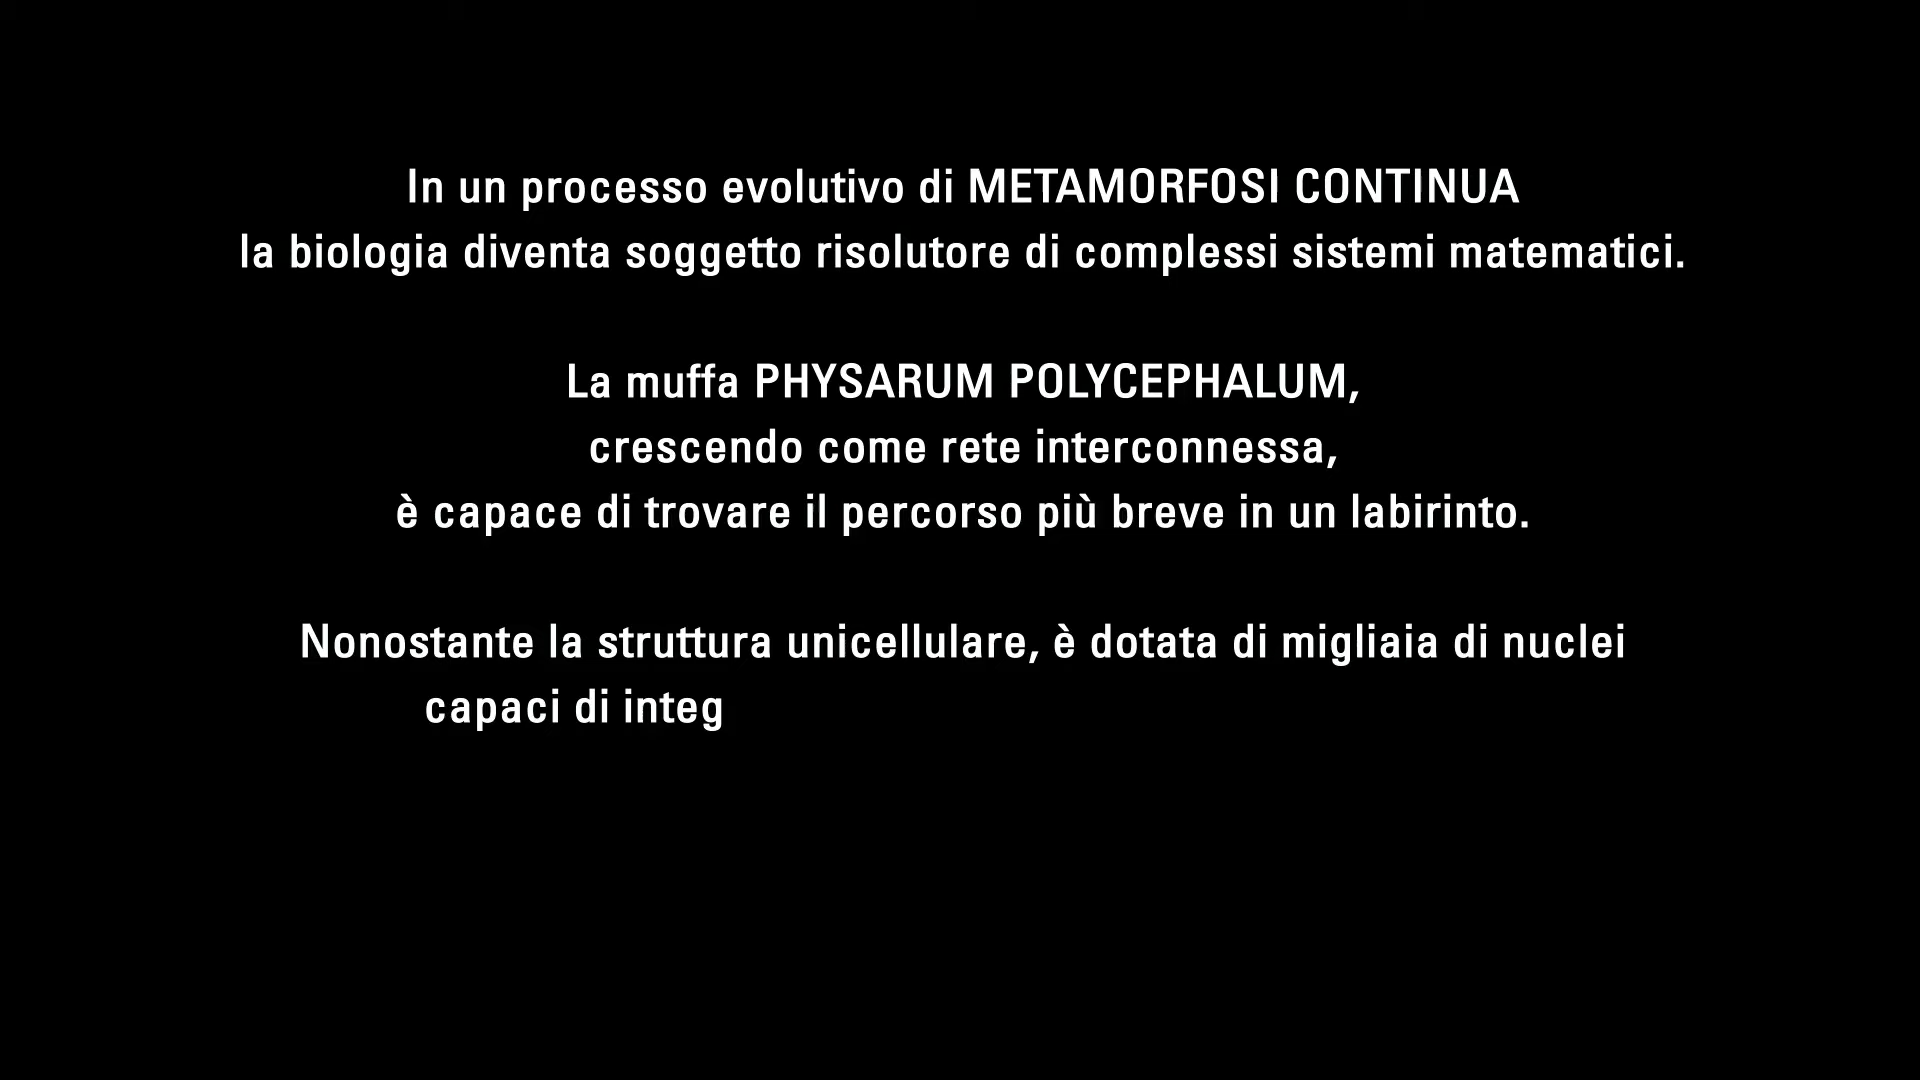 In un processo evolutivo di METAMORFOSI CONTINUA
la biologia diventa soggetto risolutore di complessi sistemi matematici.
La muffa PHYSARUM POLYCEPHALUM,
crescendo come rete interconnessa,
è capace di trovare il percorso più breve in un labirinto.
Nonostante la struttura unicellulare, è dotata di migliaia di nuclei
capaci di integ